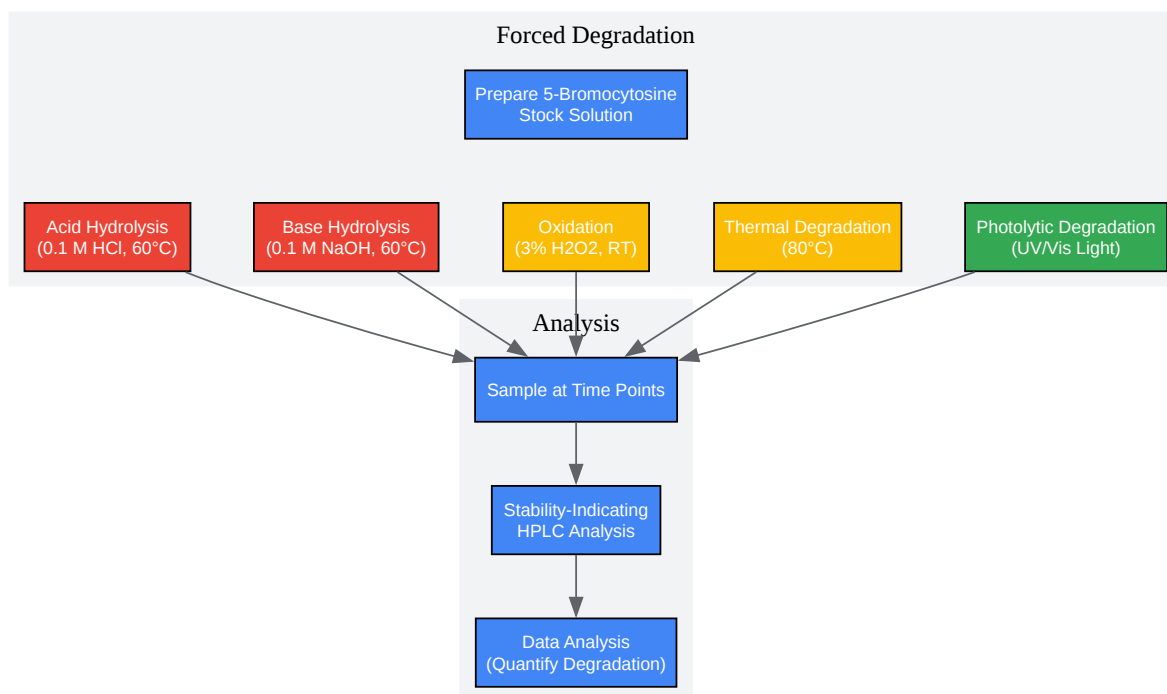 Forced Degradation
Prepare 5-Bromocytosine
Stock Solution
Acid Hydrolysis
(0.1 M HCl, 60°C)
Base Hydrolysis
(0.1 M NaOH, 60°C)
Oxidation
(3% H2O2, RT)
Thermal Degradation
(80°C)
Photolytic Degradation
(UV/Vis Light)
Analysis
Sample at Time Points
Stability-Indicating
HPLC Analysis
Data Analysis
(Quantify Degradation)